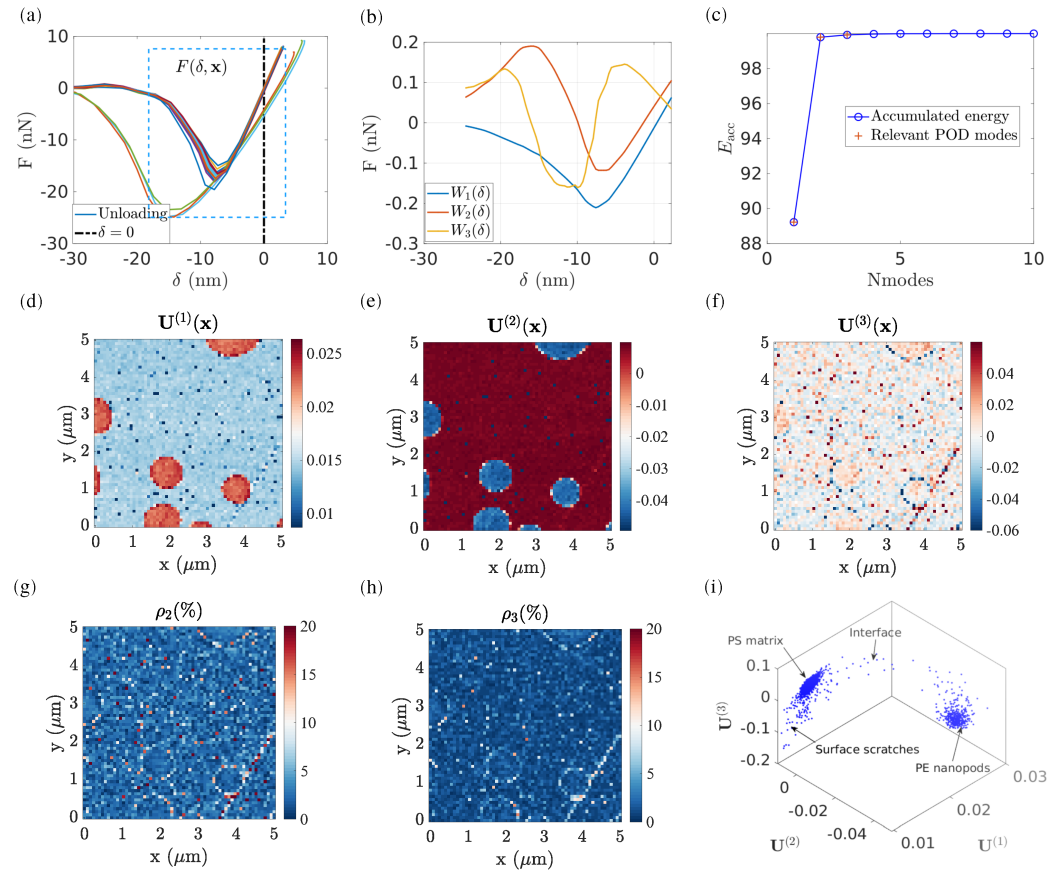 (a)
10
0
-10
-20
-30
F (nN)
F(δ, x)
Unloading
δ = 0
-30
-20
-10
0
10
δ (nm)
(b)
0.2
0.1
0
-0.1
-0.2
-0.3
F (nN)
W₁(δ)
W₂(δ)
W₃(δ)
-30
-20
-10
0
δ (nm)
(c)
98
96
94
92
90
88
E_acc
Accumulated energy
Relevant POD modes
0
5
10
Nmodes
(d)
U⁽¹⁾(x)
5
4
3
2
1
0
y (μm)
0 1 2 3 4 5
x (μm)
0.025
0.02
0.015
0.01
(e)
U⁽²⁾(x)
5
4
3
2
1
0
y (μm)
0 1 2 3 4 5
x (μm)
0
-0.01
-0.02
-0.03
-0.04
(f)
U⁽³⁾(x)
5
4
3
2
1
0
y (μm)
0 1 2 3 4 5
x (μm)
0.04
0.02
0
-0.02
-0.04
-0.06
(g)
ρ₂(%)
5
4
3
2
1
0
y (μm)
0 1 2 3 4 5
x (μm)
20
15
10
5
0
(h)
ρ₃(%)
5
4
3
2
1
0
y (μm)
0 1 2 3 4 5
x (μm)
20
15
10
5
0
(i)
PS matrix
Interface
Surface scratches
PE nanopods
0.1
0
-0.1
-0.2
U⁽³⁾
0
-0.02
-0.04
U⁽²⁾
0.01
0.02
0.03
U⁽¹⁾